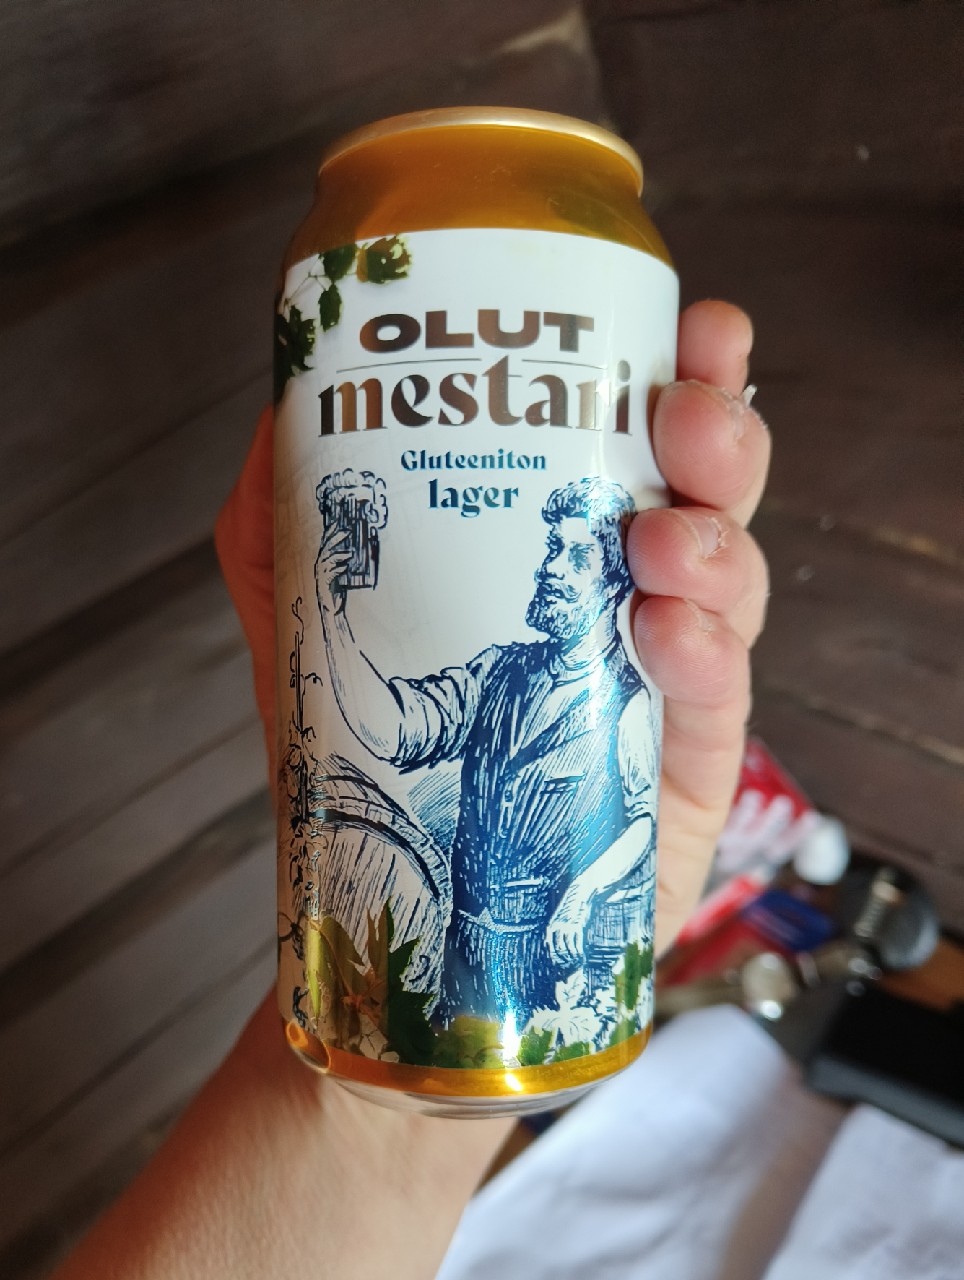 OLUT
mestari
Gluteeniton
lager